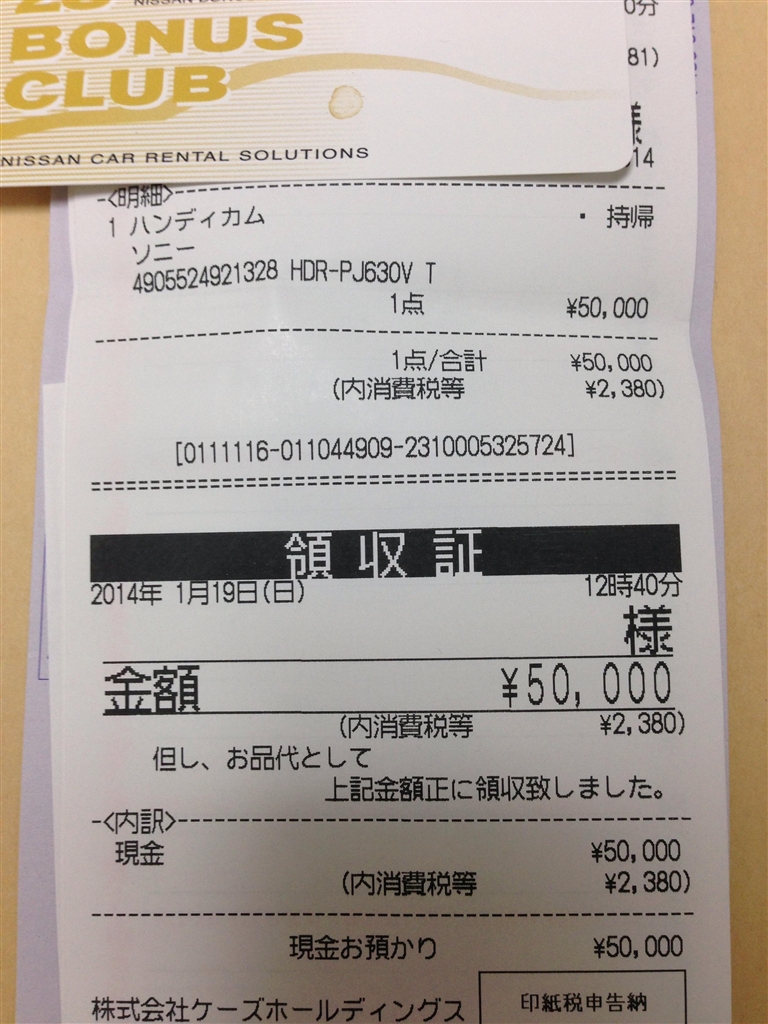 BONUS
CLUB
NISSAN CAR RENTAL SOLUTIONS
0分
81)
様
14
<明細>
1 ハンディカム ・ 持帰
ソニー
4905524921328 HDR-PJ630V T
1点 ¥50,000
1点/合計 ¥50,000
(内消費税等 ¥2,380)
[0111116-011044909-2310005325724]
領収証
2014年 1月19日(日) 12時40分
様
金額 ¥50,000
(内消費税等 ¥2,380)
但し、お品代として
上記金額正に領収致しました。
<内訳>
現金 ¥50,000
(内消費税等 ¥2,380)
現金お預かり ¥50,000
株式会社ケーズホールディングス
印紙税申告納